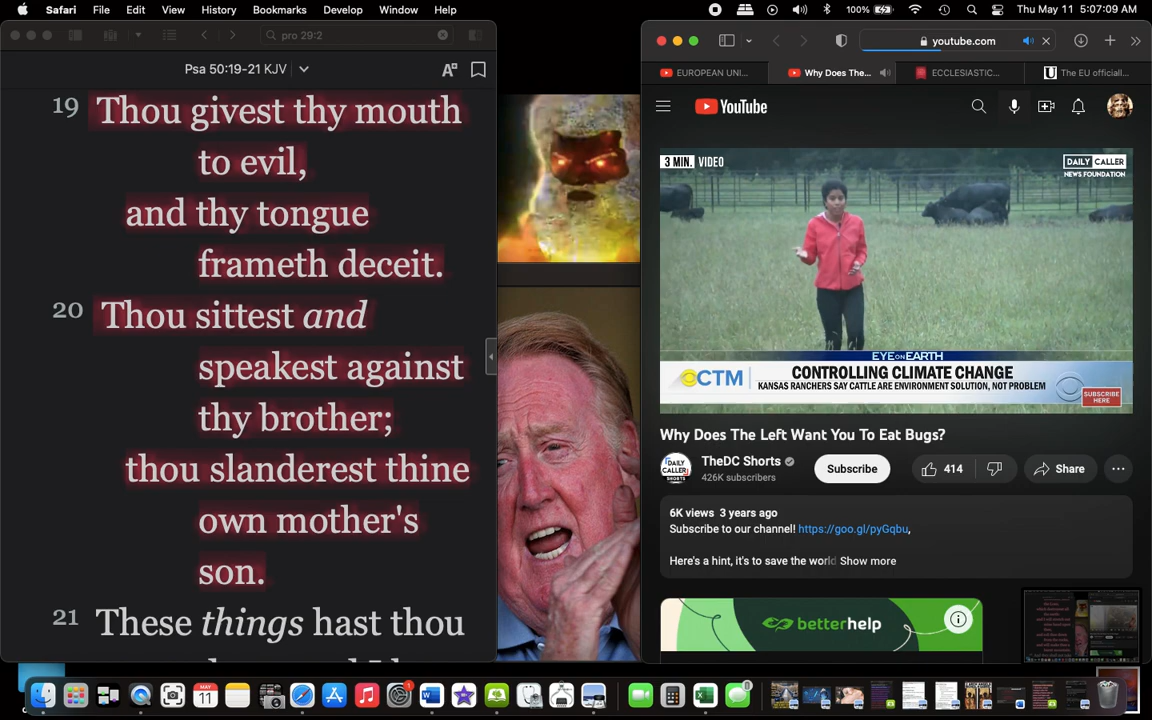 Safari File Edit View History Bookmarks Develop Window Help
100% Thu May 11 5:07:09 AM
pro 29:2
Psa 50:19-21 KJV
19 Thou givest thy mouth
to evil,
and thy tongue
frameth deceit.
20 Thou sittest and
speakest against
thy brother;
thou slanderest thine
own mother's
son.
21 These things hast thou
youtube.com
EUROPEAN UNI...
Why Does The...
ECCLESIASTIC...
The EU officiall...
YouTube
3 MIN. VIDEO
DAILY CALLER
NEWS FOUNDATION
EYE ON EARTH
CTM
CONTROLLING CLIMATE CHANGE
KANSAS RANCHERS SAY CATTLE ARE ENVIRONMENT SOLUTION, NOT PROBLEM
SUBSCRIBE
HERE
Why Does The Left Want You To Eat Bugs?
TheDC Shorts
426K subscribers
Subscribe
414
Share
6K views 3 years ago
Subscribe to our channel! https://goo.gl/pyGqbu,
Here's a hint, it's to save the world Show more
betterhelp
MAY
11
1